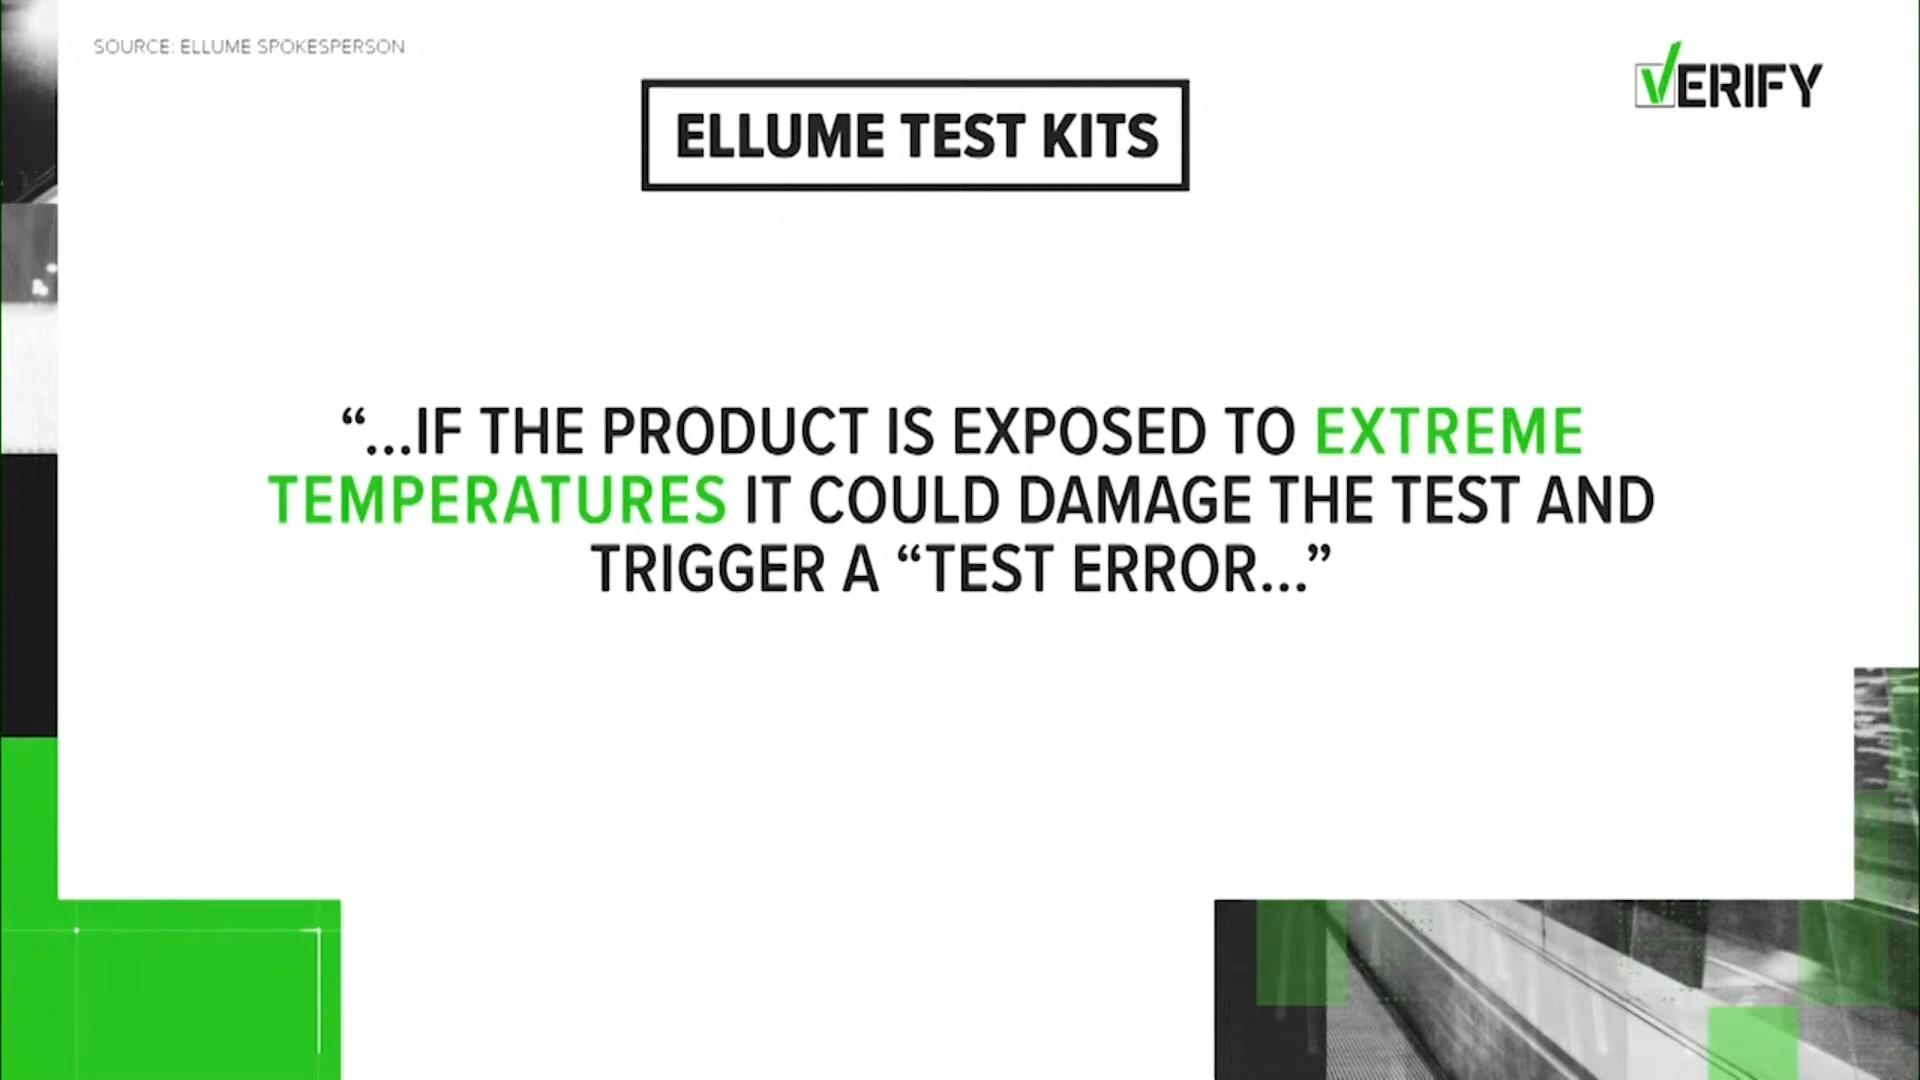 SOURCE: ELLUME SPOKESPERSON
VERIFY
ELLUME TEST KITS
“...IF THE PRODUCT IS EXPOSED TO EXTREME
TEMPERATURES IT COULD DAMAGE THE TEST AND
TRIGGER A “TEST ERROR...”